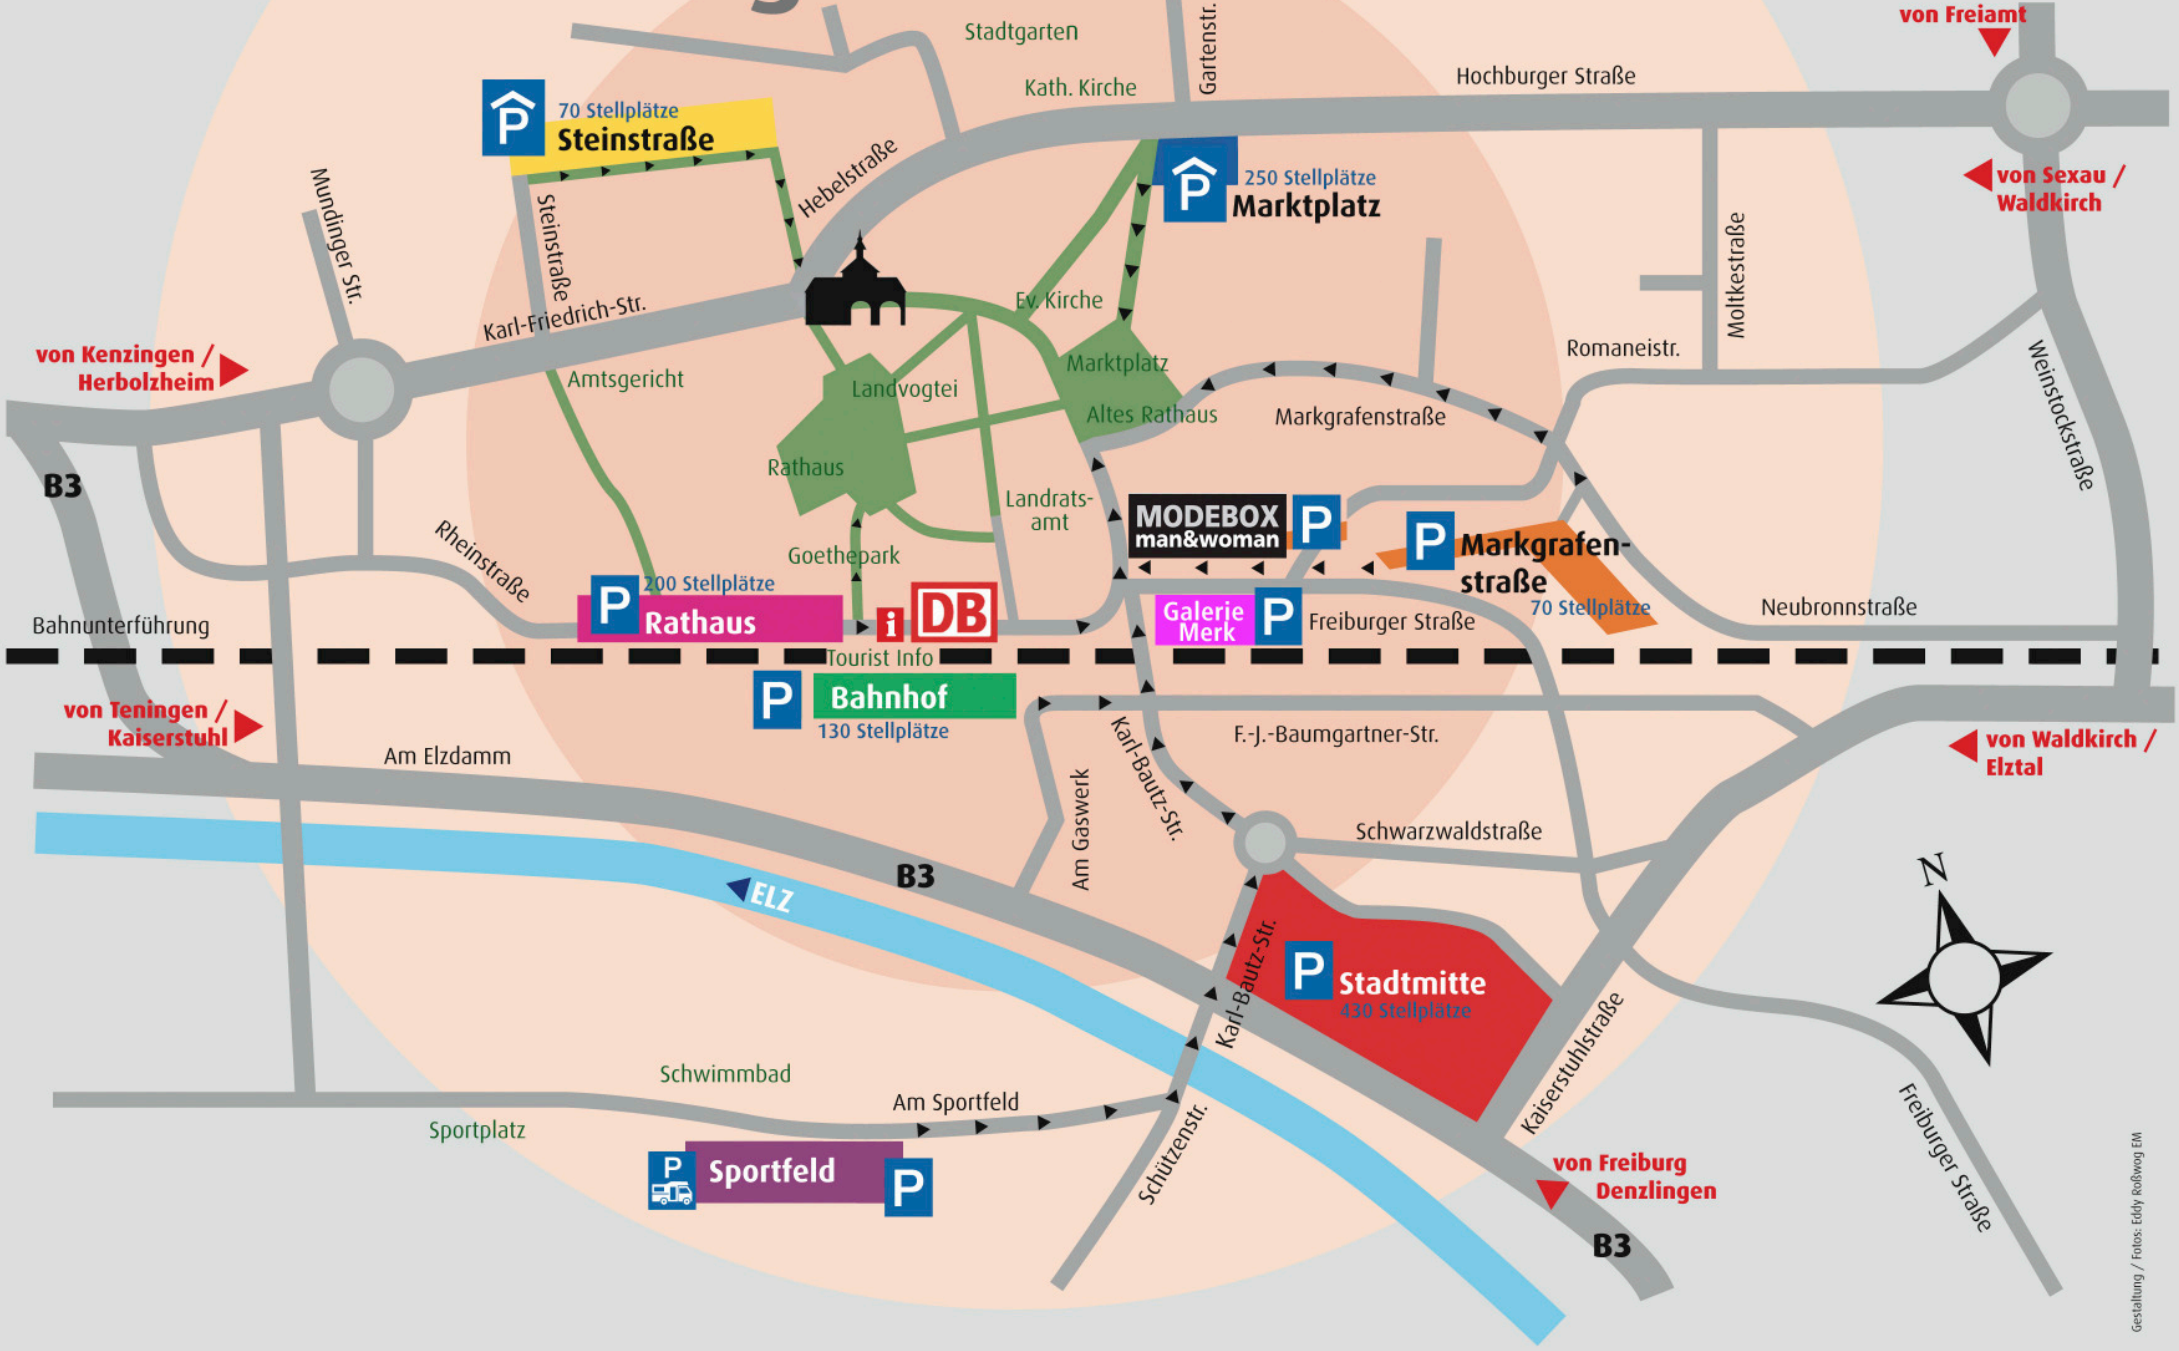 von Freiamt
Stadtgarten
Gartenstr.
Hochburger Straße
Kath. Kirche
P
70 Stellplätze
Steinstraße
Hebelstraße
P
250 Stellplätze
Marktplatz
von Sexau /
Waldkirch
Mundinger Str.
Steinstraße
Moltkestraße
Karl-Friedrich-Str.
Ev. Kirche
Romaneistr.
Weinstockstraße
von Kenzingen /
Herbolzheim
Amtsgericht
Landvogtei
Marktplatz
Altes Rathaus
Markgrafenstraße
Rathaus
B3
Landrats-
amt
MODEBOX
man&woman
P
P
Markgrafen-
straße
70 Stellplätze
Rheinstraße
Goethepark
P
200 Stellplätze
Rathaus
i
DB
Galerie
Merk
P
Freiburger Straße
Neubronnstraße
Bahnunterführung
Tourist Info
P
Bahnhof
130 Stellplätze
von Teningen /
Kaiserstuhl
Karl-Bautz-Str.
F.-J.-Baumgartner-Str.
von Waldkirch /
Elztal
Am Elzdamm
Am Gaswerk
Schwarzwaldstraße
B3
ELZ
N
Karl-Bautz-Str.
P
Stadtmitte
430 Stellplätze
Kaiserstuhlstraße
Schwimmbad
Am Sportfeld
Sportplatz
Schützenstr.
Freiburger Straße
P
Sportfeld
P
von Freiburg
Denzlingen
B3
Gestaltung / Fotos: Eddy Roßwog EM